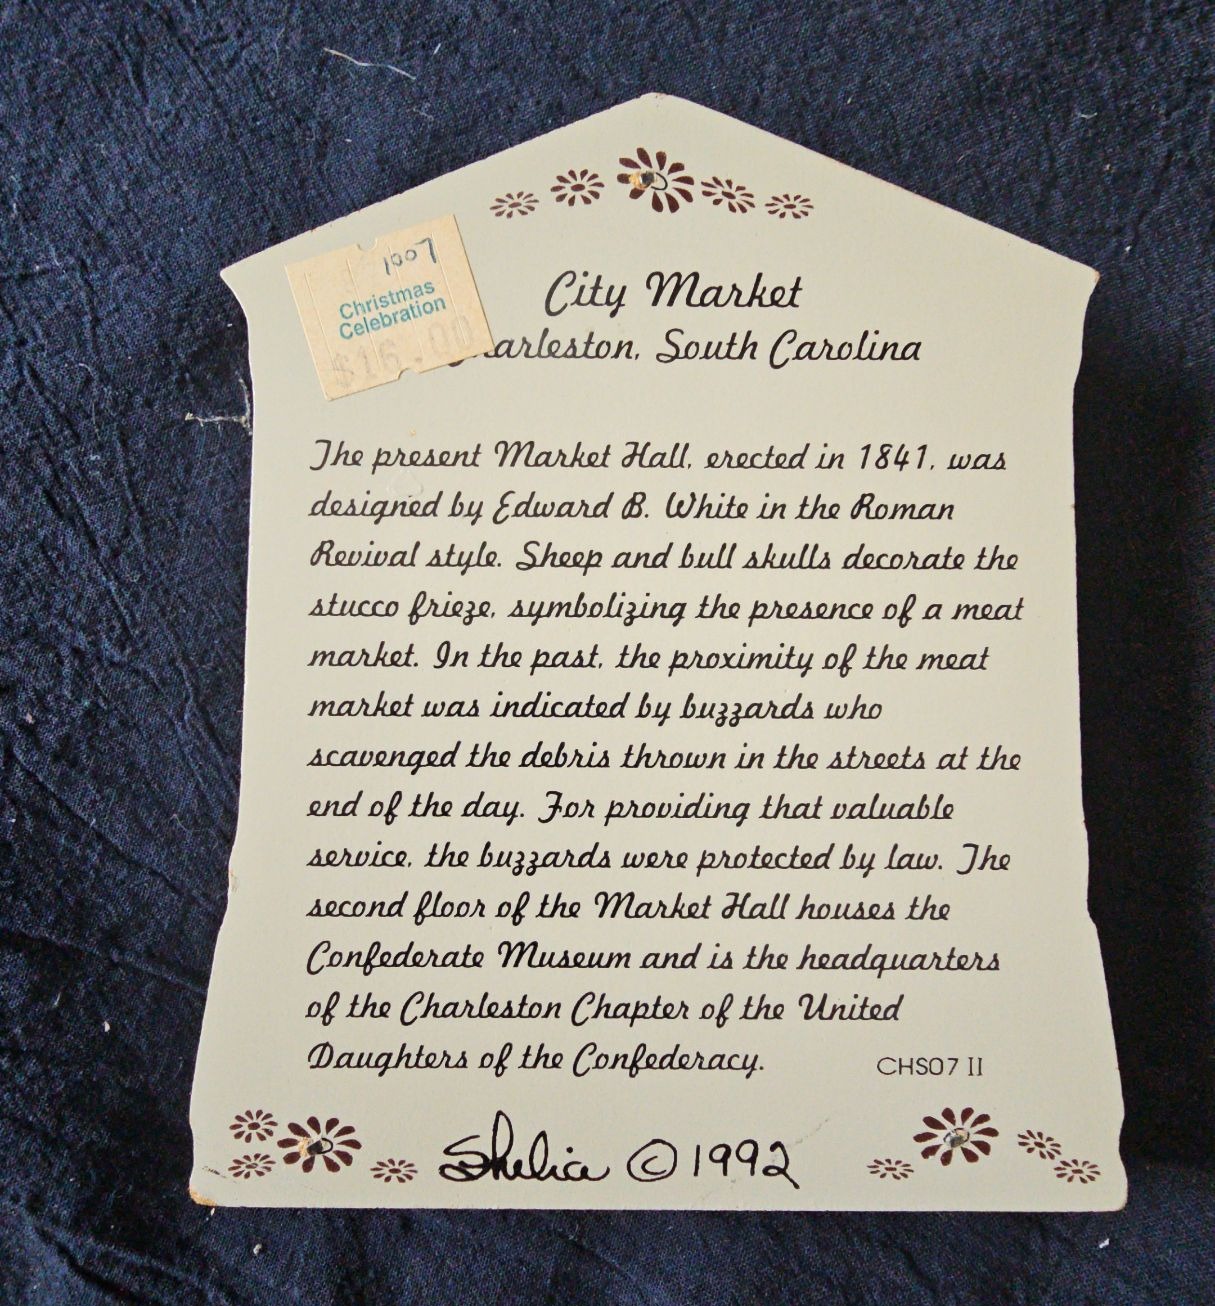 1007
Christmas
Celebration
$16.00
City Market
Charleston, South Carolina
The present Market Hall, erected in 1841, was
designed by Edward B. White in the Roman
Revival style. Sheep and bull skulls decorate the
stucco frieze, symbolizing the presence of a meat
market. In the past, the proximity of the meat
market was indicated by buzzards who
scavenged the debris thrown in the streets at the
end of the day. For providing that valuable
service, the buzzards were protected by law. The
second floor of the Market Hall houses the
Confederate Museum and is the headquarters
of the Charleston Chapter of the United
Daughters of the Confederacy.
CHS07 II
Shelia © 1992